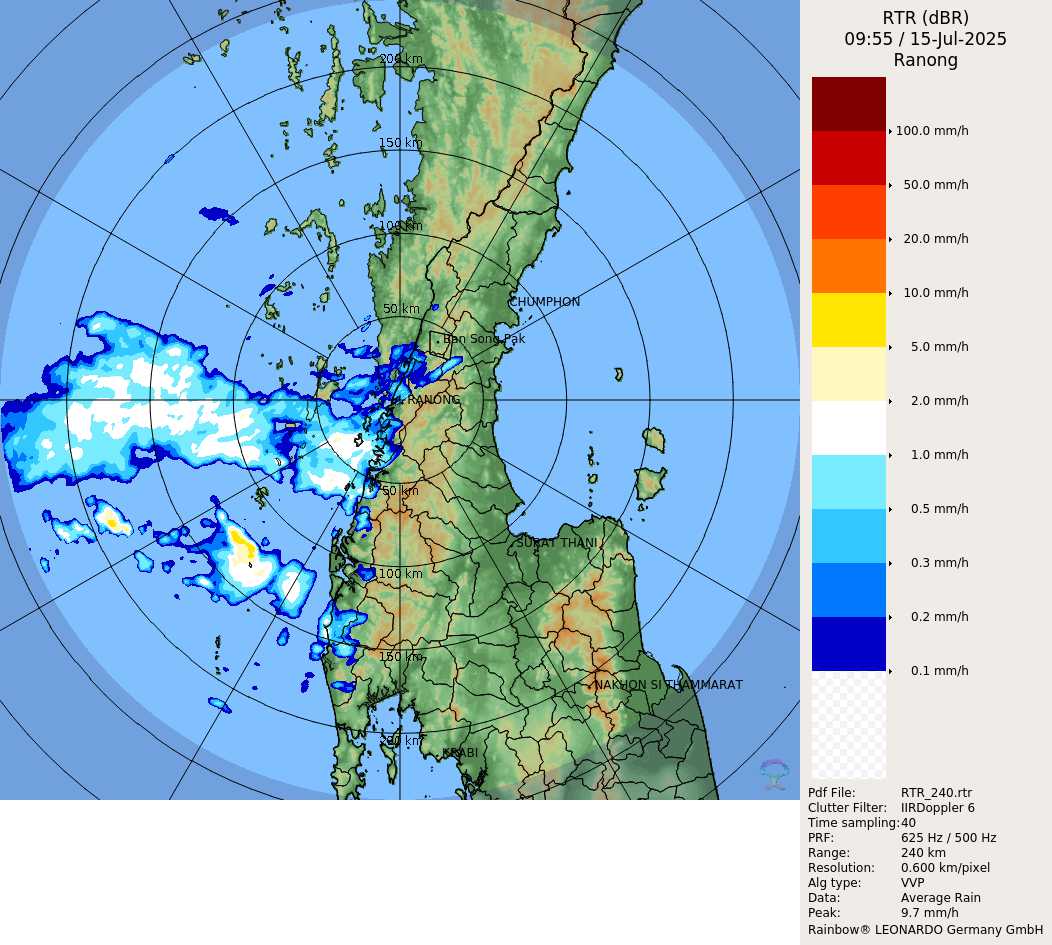 RTR (dBR)
09:55 / 15-Jul-2025
Ranong
100.0 mm/h
50.0 mm/h
20.0 mm/h
10.0 mm/h
5.0 mm/h
2.0 mm/h
1.0 mm/h
0.5 mm/h
0.3 mm/h
0.2 mm/h
0.1 mm/h
Pdf File: RTR_240.rtr
Clutter Filter: IIRDoppler 6
Time sampling: 40
PRF: 625 Hz / 500 Hz
Range: 240 km
Resolution: 0.600 km/pixel
Alg type: VVP
Data: Average Rain
Peak: 9.7 mm/h
Rainbow® LEONARDO Germany GmbH
200 km
150 km
100 km
50 km
CHUMPHON
Ban Song Pak
RANONG
50 km
SURAT THANI
100 km
150 km
NAKHON SI THAMMARAT
200 km
KRABI